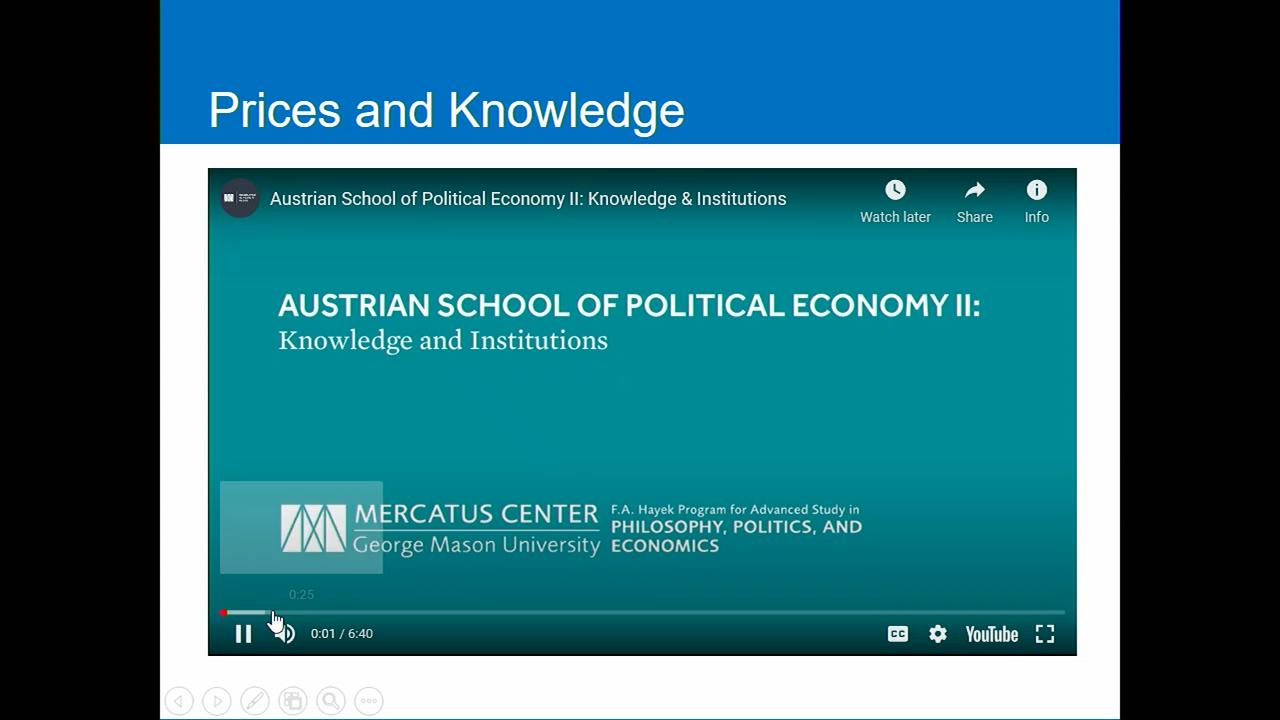 Prices and Knowledge
Austrian School of Political Economy II: Knowledge & Institutions
Watch later
Share
Info
AUSTRIAN SCHOOL OF POLITICAL ECONOMY II:
Knowledge and Institutions
MERCATUS CENTER
George Mason University
F.A. Hayek Program for Advanced Study in
PHILOSOPHY, POLITICS, AND
ECONOMICS
0:25
0:01 / 6:40
CC
YouTube